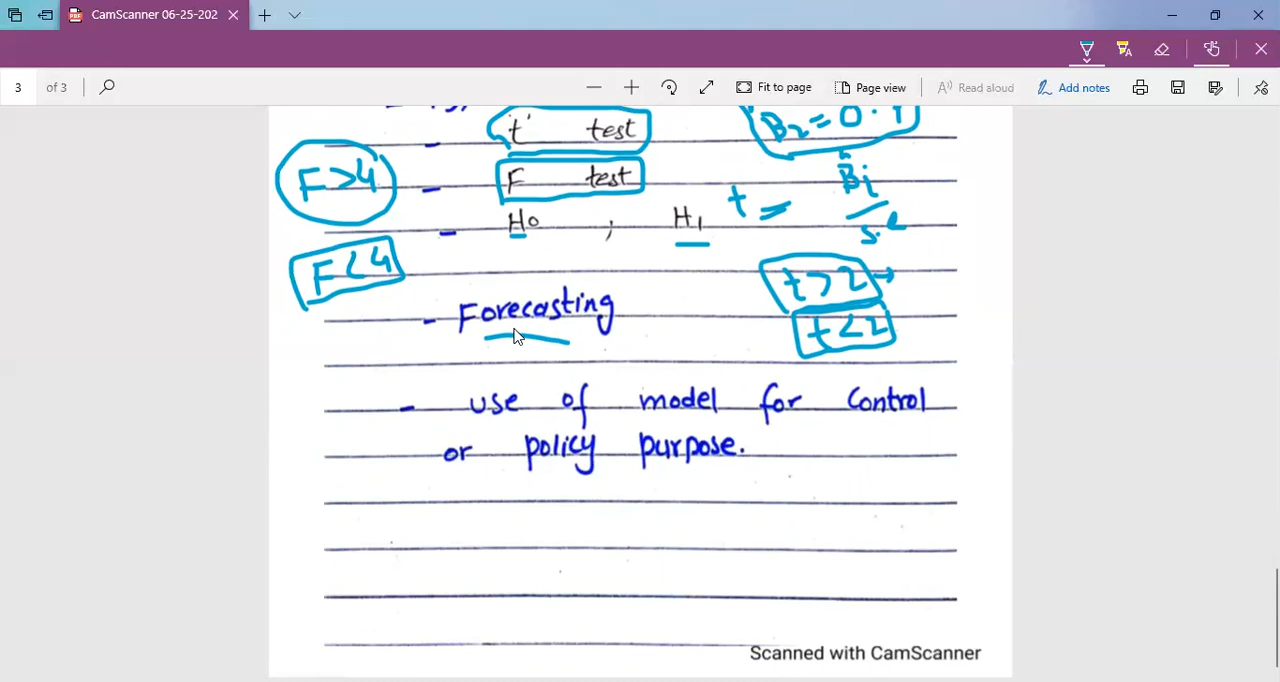 CamScanner 06-25-202
3 of 3
Fit to page
Page view
Read aloud
Add notes
't' test
B2 = 0.
F>4
F test
t = Bi / s.e
H0 ; H1
F<4
t>2
- Forecasting
t<2
- use of model for control
or policy purpose.
Scanned with CamScanner